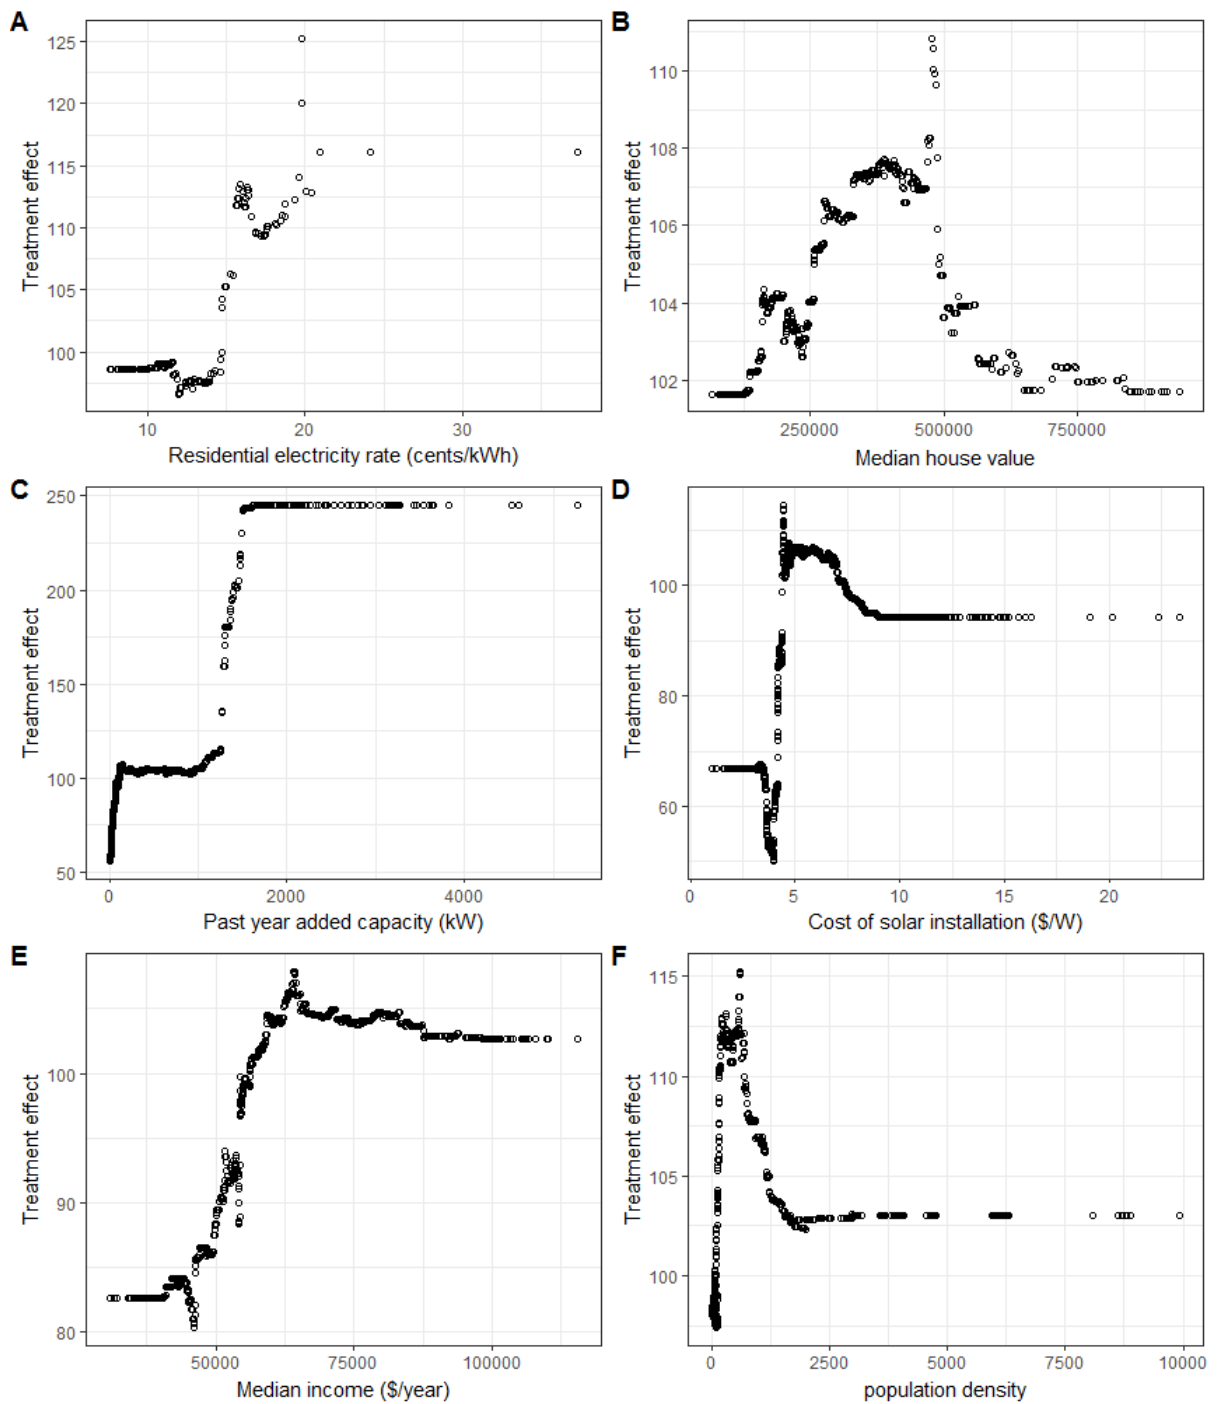 A
Treatment effect
125
120
115
110
105
100
10
20
30
Residential electricity rate (cents/kWh)
B
Treatment effect
110
108
106
104
102
250000
500000
750000
Median house value
C
Treatment effect
250
200
150
100
50
0
2000
4000
Past year added capacity (kW)
D
Treatment effect
100
80
60
0
5
10
15
20
Cost of solar installation ($/W)
E
Treatment effect
100
90
80
50000
75000
100000
Median income ($/year)
F
Treatment effect
115
110
105
100
0
2500
5000
7500
10000
population density